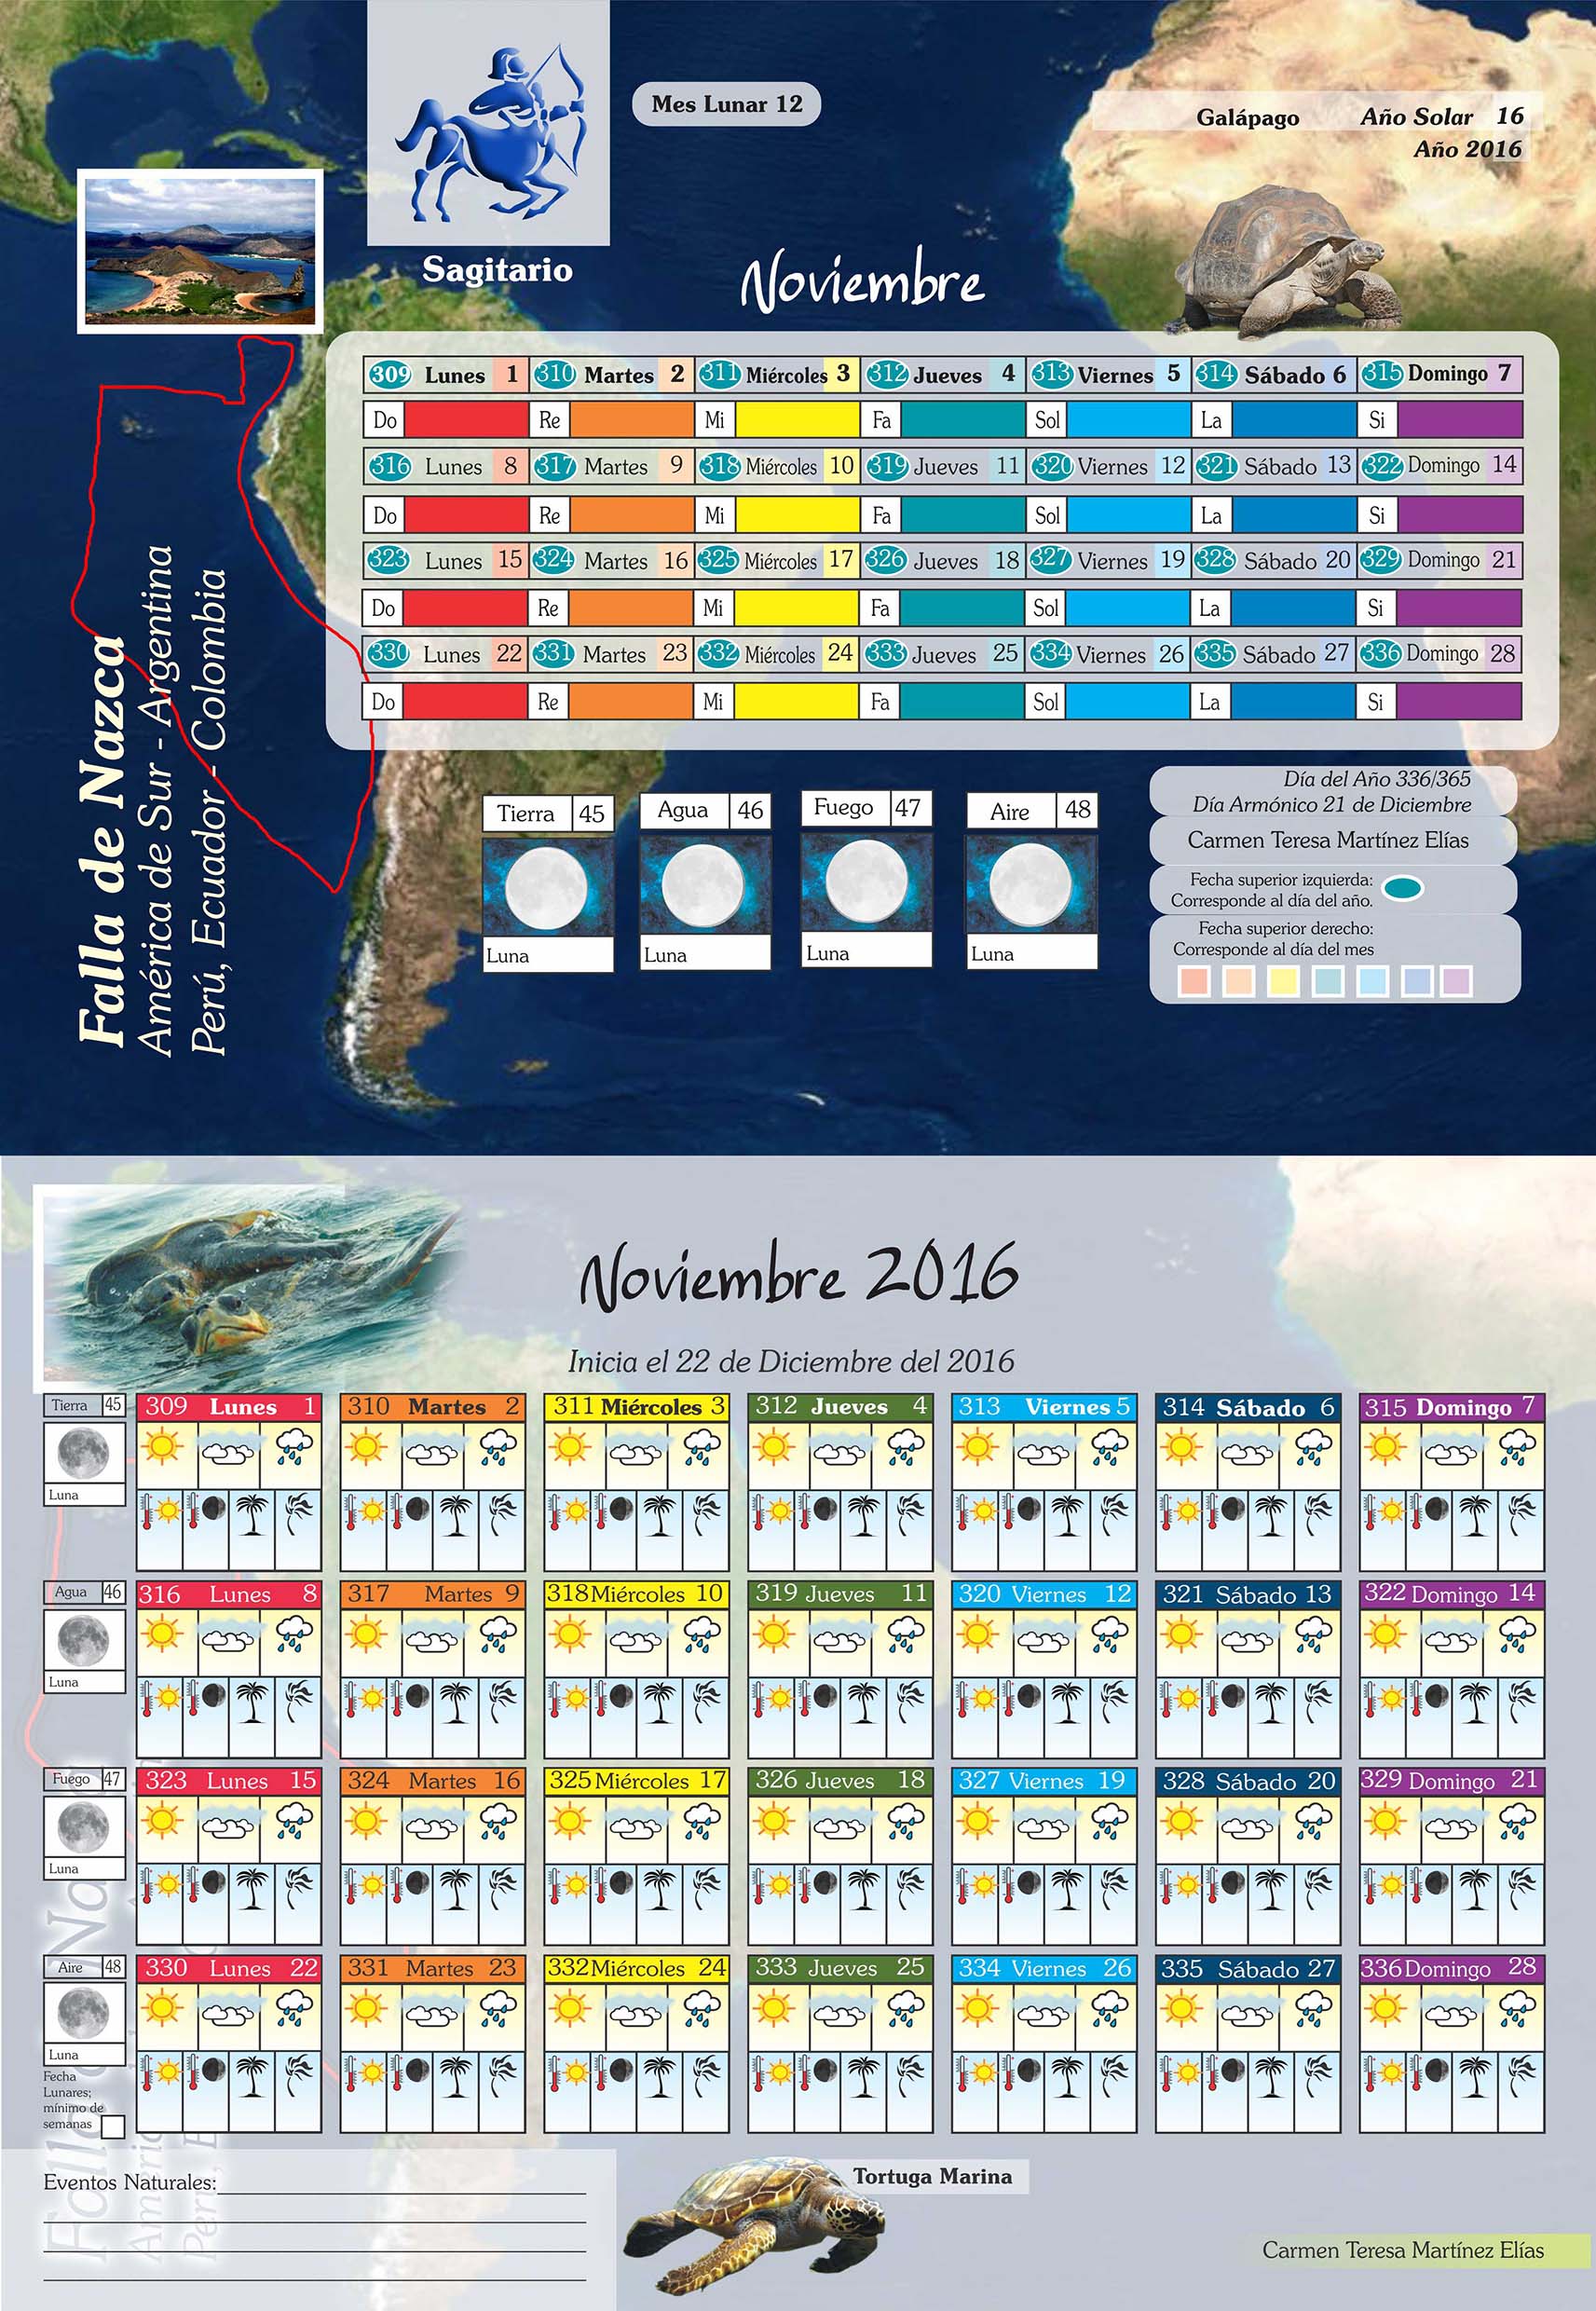 Mes Lunar 12
Galápago Año Solar 16
Año 2016
Sagitario
Noviembre
309 Lunes 1 310 Martes 2 311 Miércoles 3 312 Jueves 4 313 Viernes 5 314 Sábado 6 315 Domingo 7
Do Re Mi Fa Sol La Si
316 Lunes 8 317 Martes 9 318 Miércoles 10 319 Jueves 11 320 Viernes 12 321 Sábado 13 322 Domingo 14
Do Re Mi Fa Sol La Si
323 Lunes 15 324 Martes 16 325 Miércoles 17 326 Jueves 18 327 Viernes 19 328 Sábado 20 329 Domingo 21
Do Re Mi Fa Sol La Si
330 Lunes 22 331 Martes 23 332 Miércoles 24 333 Jueves 25 334 Viernes 26 335 Sábado 27 336 Domingo 28
Do Re Mi Fa Sol La Si
Falla de Nazca
América de Sur - Argentina
Perú, Ecuador - Colombia
Tierra 45 Agua 46 Fuego 47 Aire 48
Luna Luna Luna Luna
Día del Año 336/365
Día Armónico 21 de Diciembre
Carmen Teresa Martínez Elías
Fecha superior izquierda:
Corresponde al día del año.
Fecha superior derecho:
Corresponde al día del mes
Noviembre 2016
Inicia el 22 de Diciembre del 2016
Tierra 45 309 Lunes 1 310 Martes 2 311 Miércoles 3 312 Jueves 4 313 Viernes 5 314 Sábado 6 315 Domingo 7
Luna
Agua 46 316 Lunes 8 317 Martes 9 318 Miércoles 10 319 Jueves 11 320 Viernes 12 321 Sábado 13 322 Domingo 14
Luna
Fuego 47 323 Lunes 15 324 Martes 16 325 Miércoles 17 326 Jueves 18 327 Viernes 19 328 Sábado 20 329 Domingo 21
Luna
Aire 48 330 Lunes 22 331 Martes 23 332 Miércoles 24 333 Jueves 25 334 Viernes 26 335 Sábado 27 336 Domingo 28
Luna
Fecha
Lunares;
mínimo de
semanas
Eventos Naturales:
Tortuga Marina
Carmen Teresa Martínez Elías